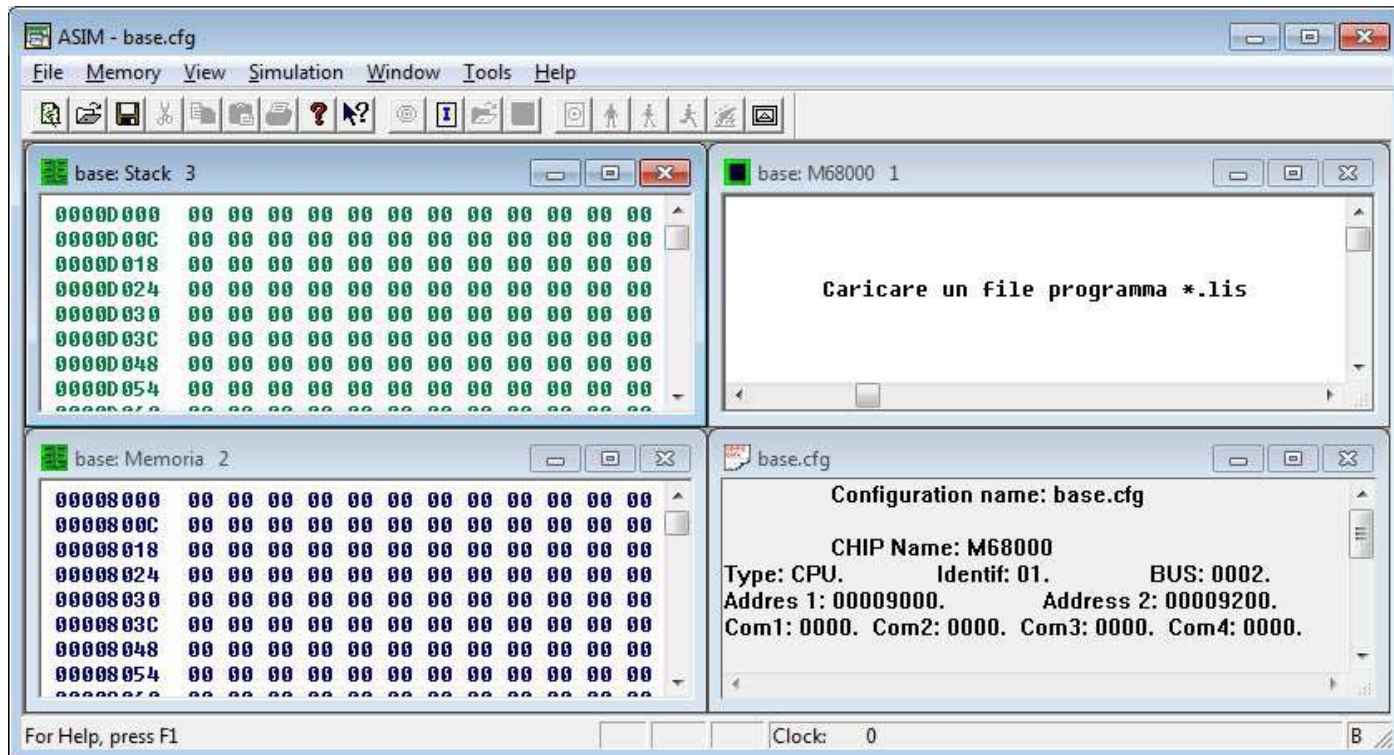 ASIM - base.cfg
File Memory View Simulation Window Tools Help
base: Stack 3
0000D000 00 00 00 00 00 00 00 00 00 00 00 00
0000D00C 00 00 00 00 00 00 00 00 00 00 00 00
0000D018 00 00 00 00 00 00 00 00 00 00 00 00
0000D024 00 00 00 00 00 00 00 00 00 00 00 00
0000D030 00 00 00 00 00 00 00 00 00 00 00 00
0000D03C 00 00 00 00 00 00 00 00 00 00 00 00
0000D048 00 00 00 00 00 00 00 00 00 00 00 00
0000D054 00 00 00 00 00 00 00 00 00 00 00 00
base: M68000 1
Caricare un file programma *.lis
base: Memoria 2
00008000 00 00 00 00 00 00 00 00 00 00 00 00
0000800C 00 00 00 00 00 00 00 00 00 00 00 00
00008018 00 00 00 00 00 00 00 00 00 00 00 00
00008024 00 00 00 00 00 00 00 00 00 00 00 00
00008030 00 00 00 00 00 00 00 00 00 00 00 00
0000803C 00 00 00 00 00 00 00 00 00 00 00 00
00008048 00 00 00 00 00 00 00 00 00 00 00 00
00008054 00 00 00 00 00 00 00 00 00 00 00 00
base.cfg
Configuration name: base.cfg
CHIP Name: M68000
Type: CPU. Identif: 01. BUS: 0002.
Addres 1: 00009000. Address 2: 00009200.
Com1: 0000. Com2: 0000. Com3: 0000. Com4: 0000.
For Help, press F1
Clock: 0
B